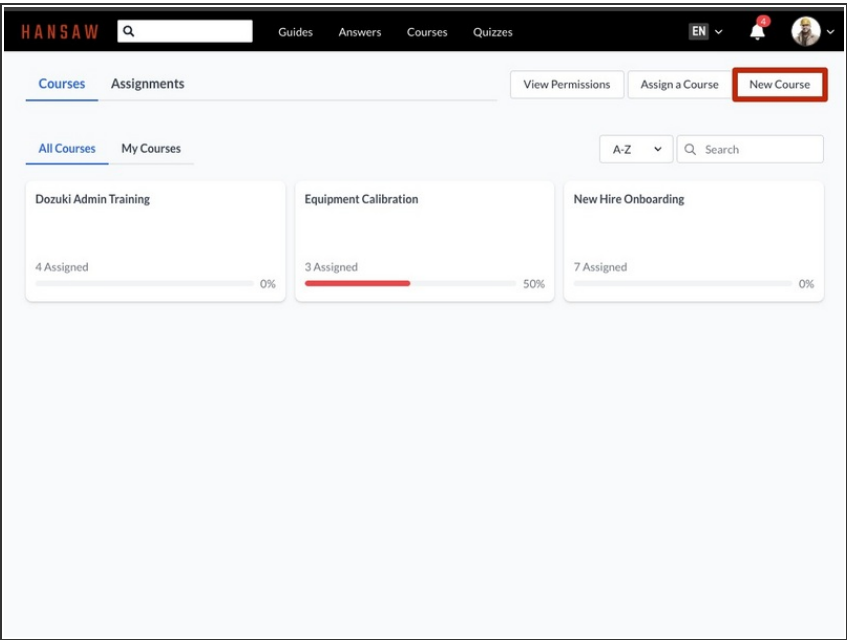 HANSAW Guides Answers Courses Quizzes EN 4
Courses Assignments View Permissions Assign a Course New Course
All Courses My Courses A-Z Search
Dozuki Admin Training Equipment Calibration New Hire Onboarding
4 Assigned 3 Assigned 7 Assigned
0% 50% 0%